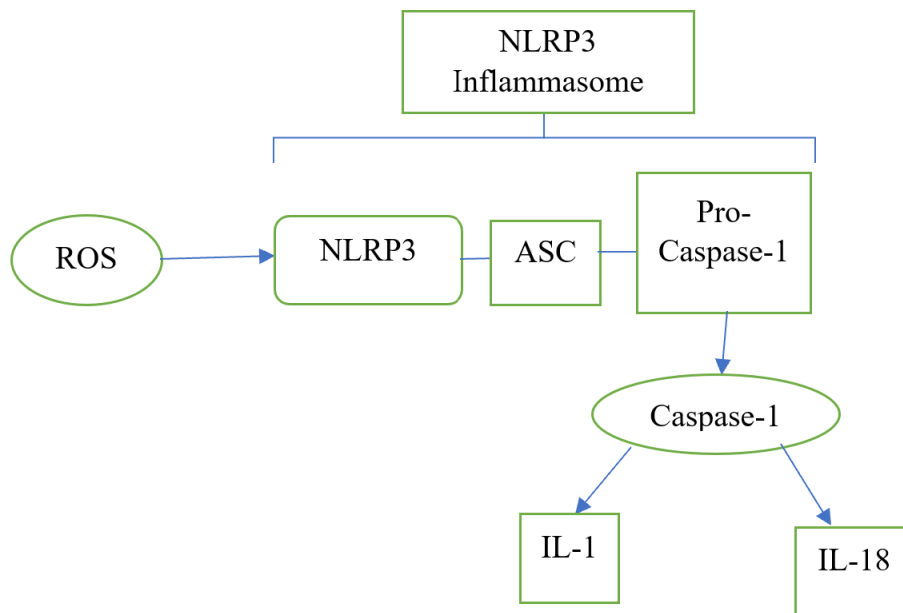 NLRP3
Inflammasome
ROS
NLRP3
ASC
Pro-
Caspase-1
Caspase-1
IL-1
IL-18